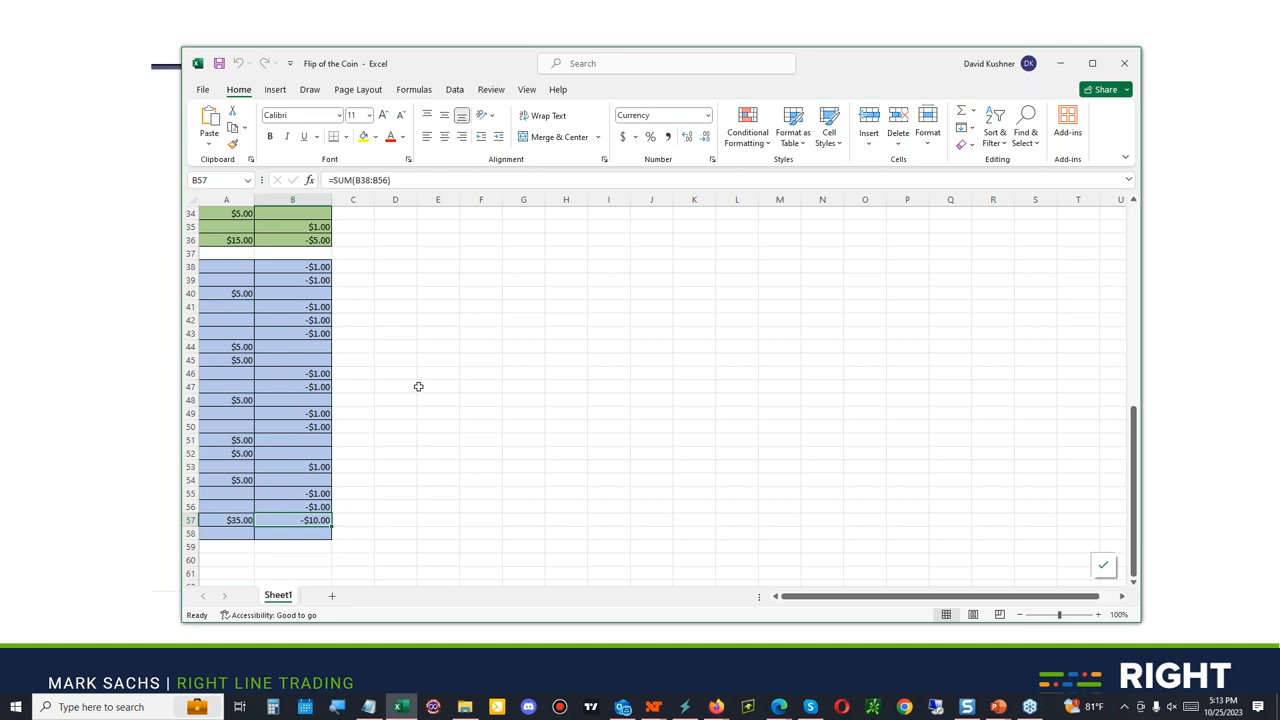 Flip of the Coin - Excel
Search
David Kushner DK
File Home Insert Draw Page Layout Formulas Data Review View Help
Share
Calibri 11
Wrap Text
Currency
Paste
B I U
Merge & Center
$ % ,
Conditional Formatting
Format as Table
Cell Styles
Insert Delete Format
Sort & Filter
Find & Select
Add-ins
Clipboard Font Alignment Number Styles Cells Editing Add-ins
B57 fx =SUM(B38:B56)
A B C D E F G H I J K L M N O P Q R S T U
34 $5.00
35 $1.00
36 $15.00 -$5.00
37
38 -$1.00
39 -$1.00
40 $5.00
41 -$1.00
42 -$1.00
43 -$1.00
44 $5.00
45 $5.00
46 -$1.00
47 -$1.00
48 $5.00
49 -$1.00
50 -$1.00
51 $5.00
52 $5.00
53 $1.00
54 $5.00
55 -$1.00
56 -$1.00
57 $35.00 -$10.00
58
59
60
61
Sheet1
Ready Accessibility: Good to go 100%
MARK SACHS | RIGHT LINE TRADING
RIGHT
Type here to search
81°F
5:13 PM
10/25/2023